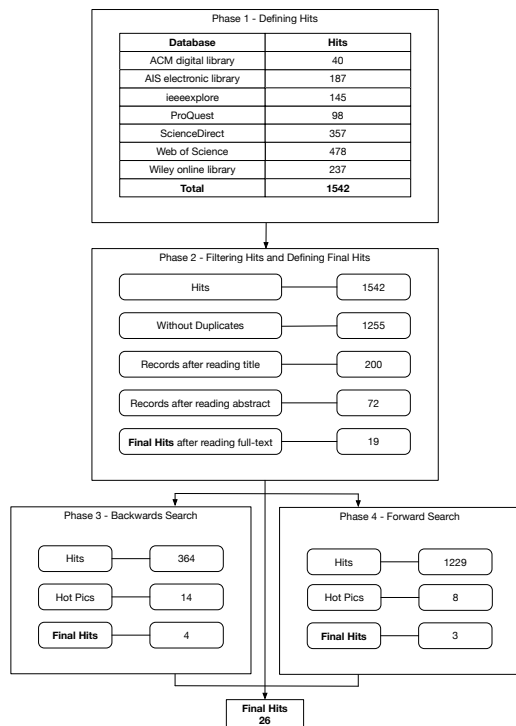 Phase 1 - Defining Hits
Database Hits
ACM digital library 40
AIS electronic library 187
ieeeexplore 145
ProQuest 98
ScienceDirect 357
Web of Science 478
Wiley online library 237
Total 1542
Phase 2 - Filtering Hits and Defining Final Hits
Hits 1542
Without Duplicates 1255
Records after reading title 200
Records after reading abstract 72
Final Hits after reading full-text 19
Phase 3 - Backwards Search
Hits 364
Hot Pics 14
Final Hits 4
Phase 4 - Forward Search
Hits 1229
Hot Pics 8
Final Hits 3
Final Hits
26